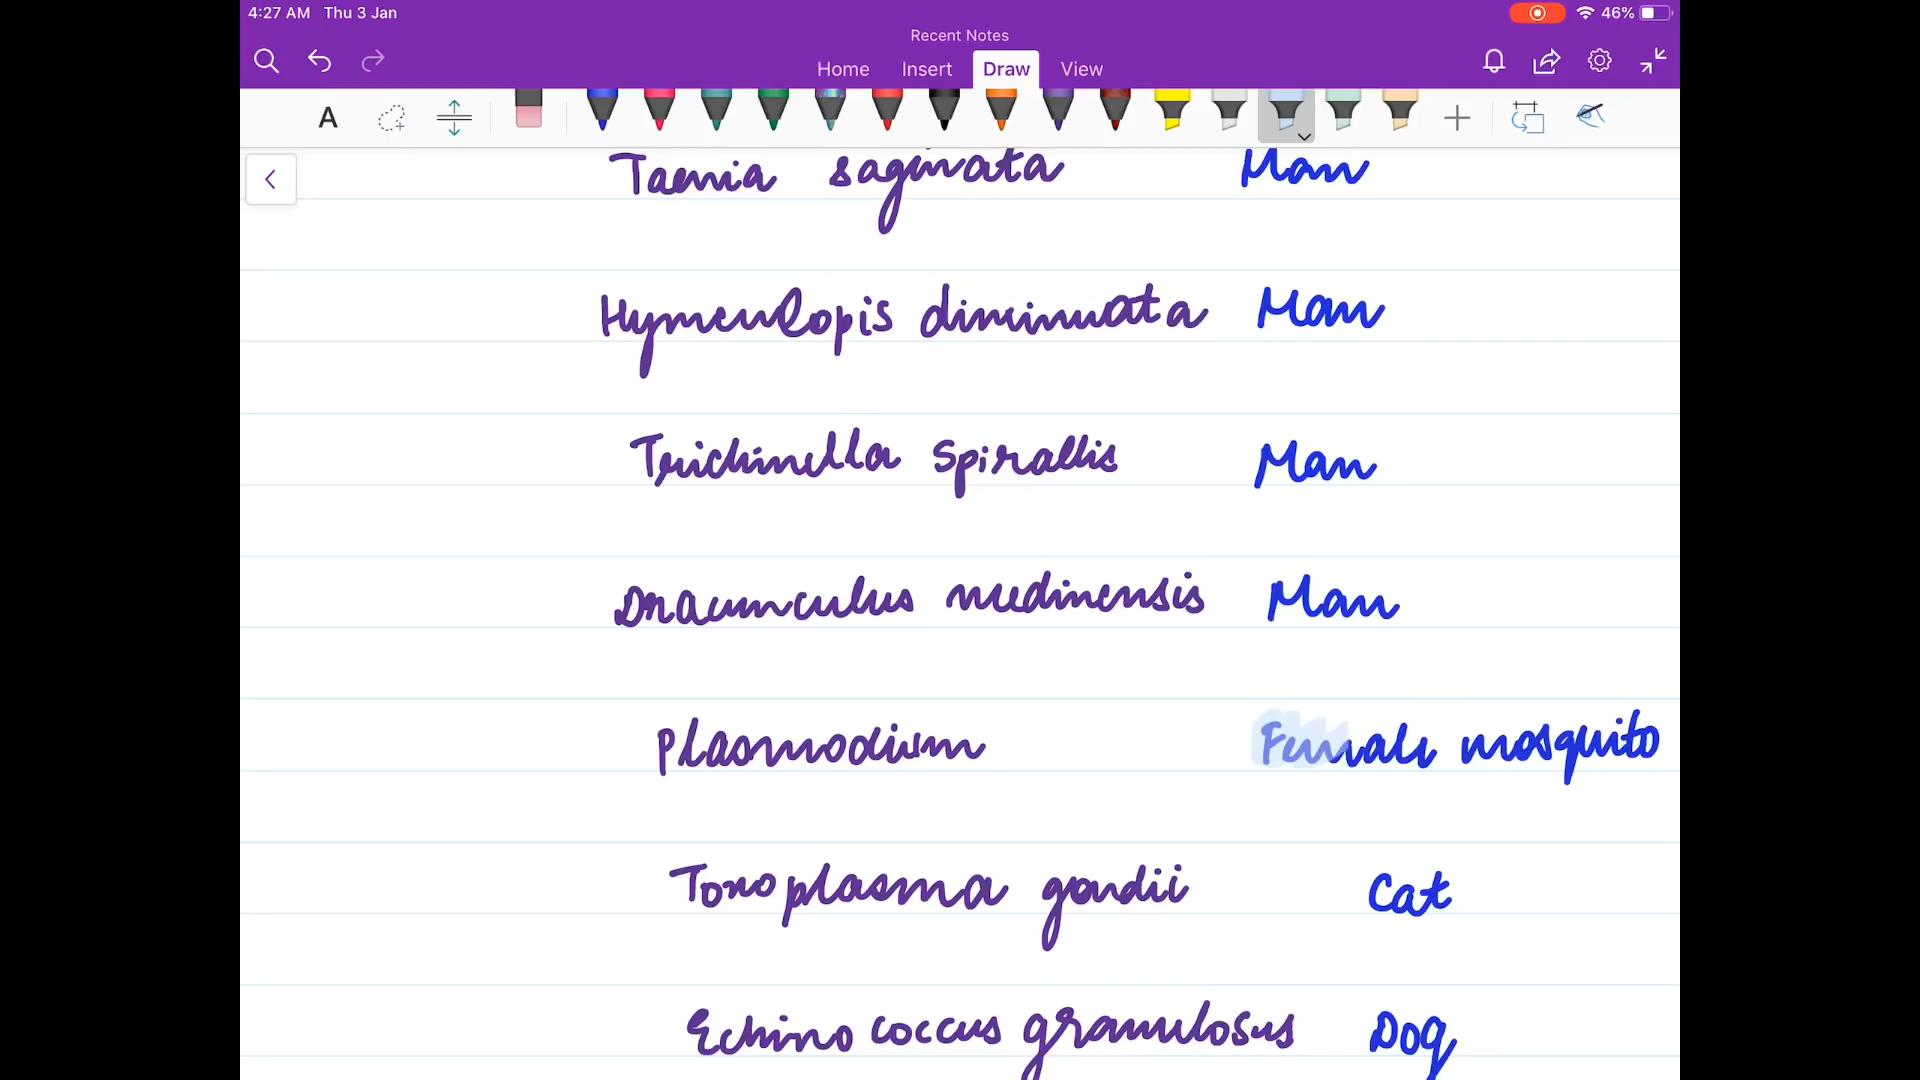 4:27 AM Thu 3 Jan 46%
Recent Notes
Home Insert Draw View
A
Taenia saginata Man
Hymenlopis diminuata Man
Trichinella Spirallis Man
Dracunculus medinensis Man
Plasmodium Female mosquito
Toxoplasma gondii Cat
Echino coccus granulosus Dog